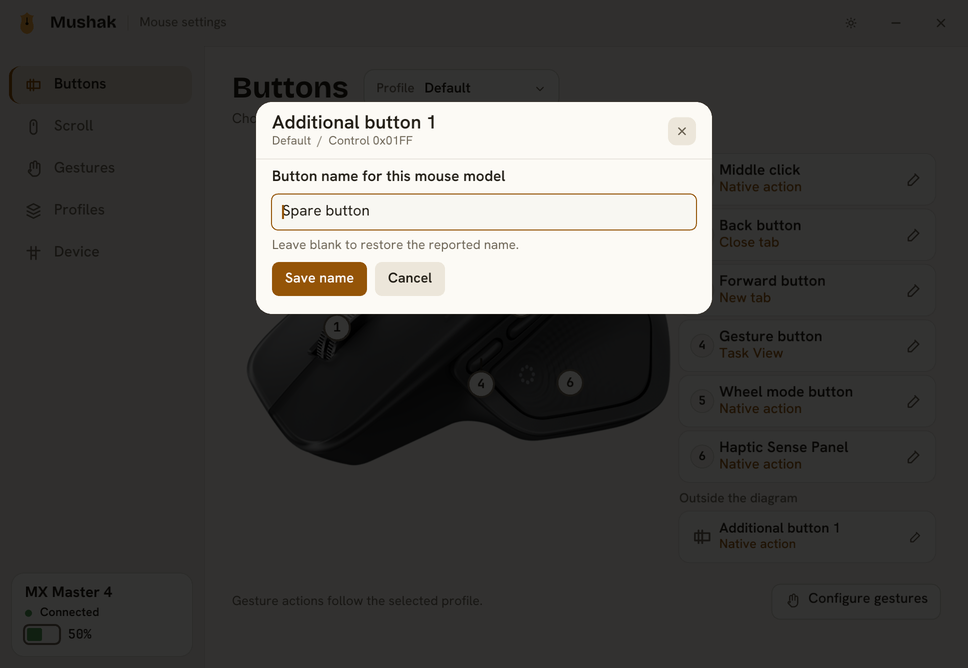 Mushak
Mouse settings
Buttons
Scroll
Gestures
Profiles
Device
MX Master 4
Connected
50%
Buttons
Profile Default
Additional button 1
Default / Control 0x01FF
Button name for this mouse model
Spare button
Leave blank to restore the reported name.
Save name
Cancel
1
4
6
Middle click
Native action
Back button
Close tab
Forward button
New tab
4
Gesture button
Task View
5
Wheel mode button
Native action
6
Haptic Sense Panel
Native action
Outside the diagram
Additional button 1
Native action
Gesture actions follow the selected profile.
Configure gestures